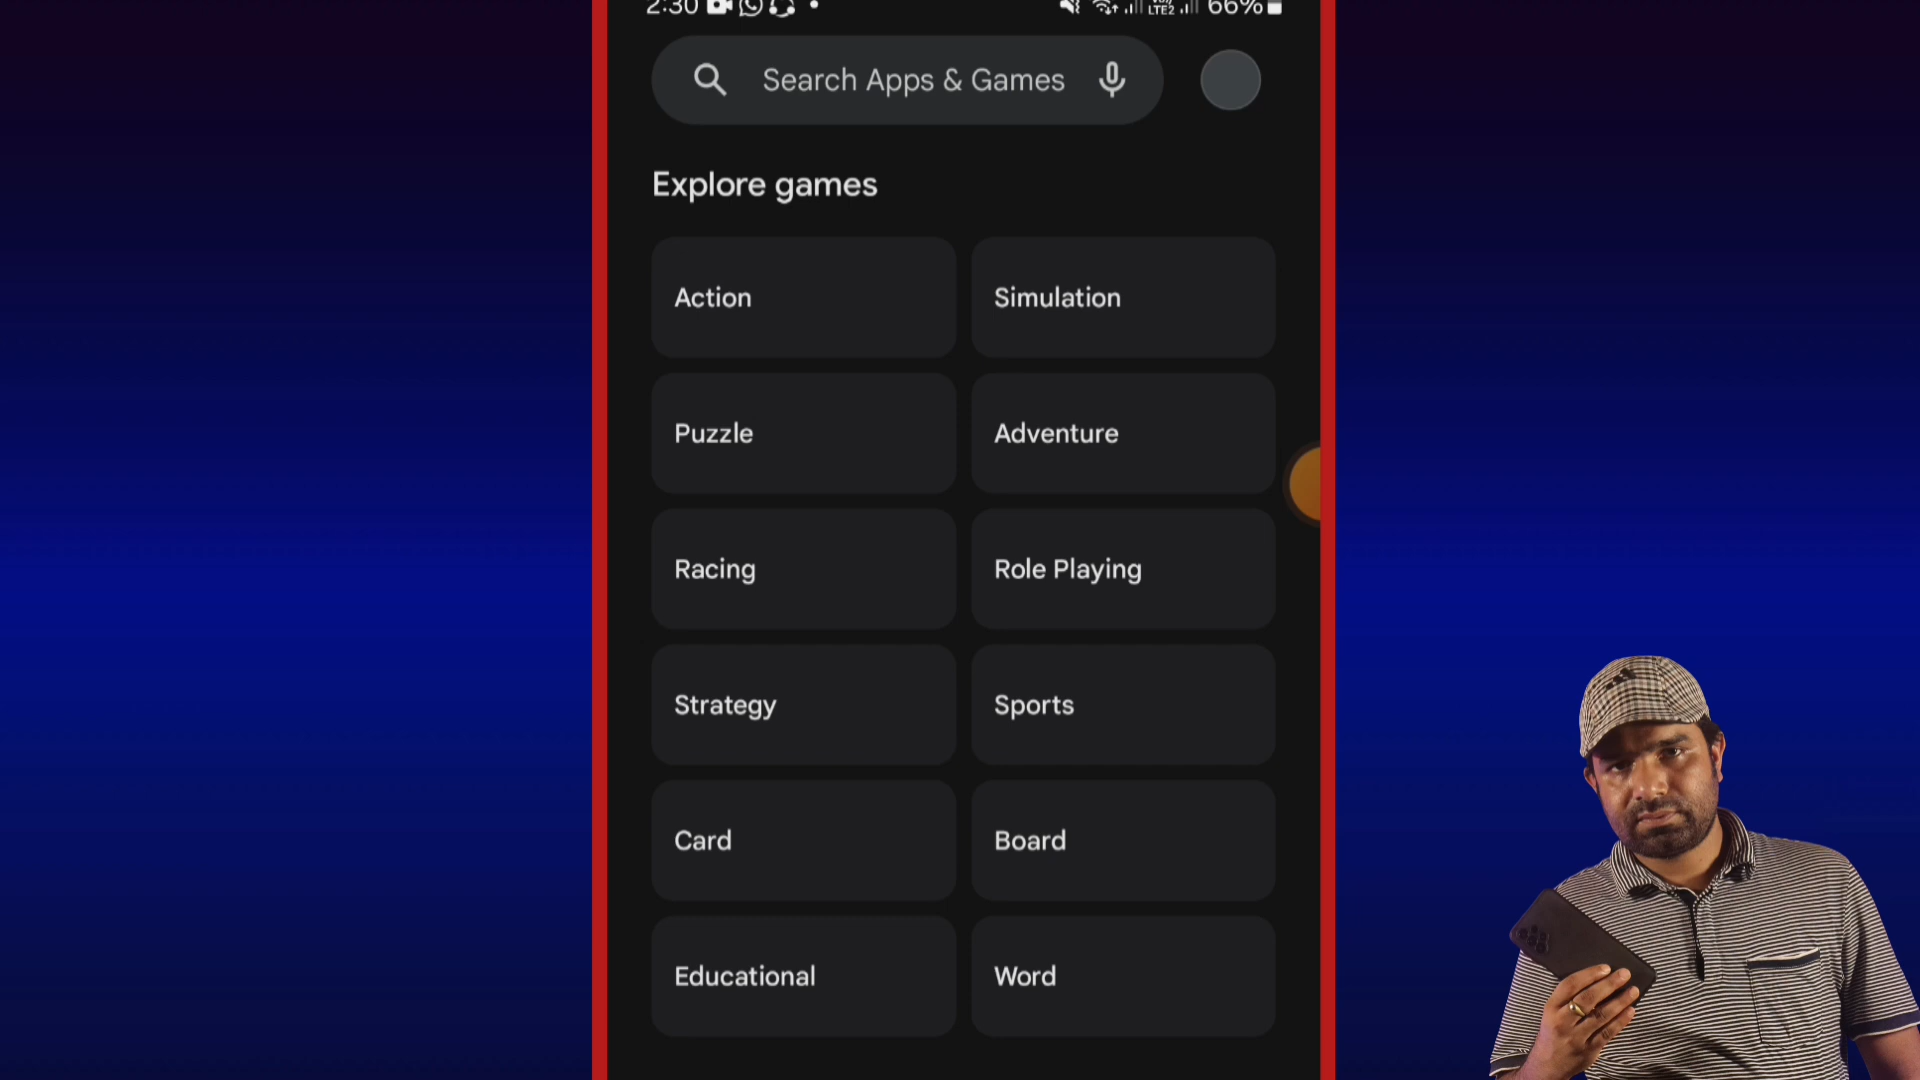 2:30 LTE2 66%
Search Apps & Games
Explore games
Action Simulation
Puzzle Adventure
Racing Role Playing
Strategy Sports
Card Board
Educational Word